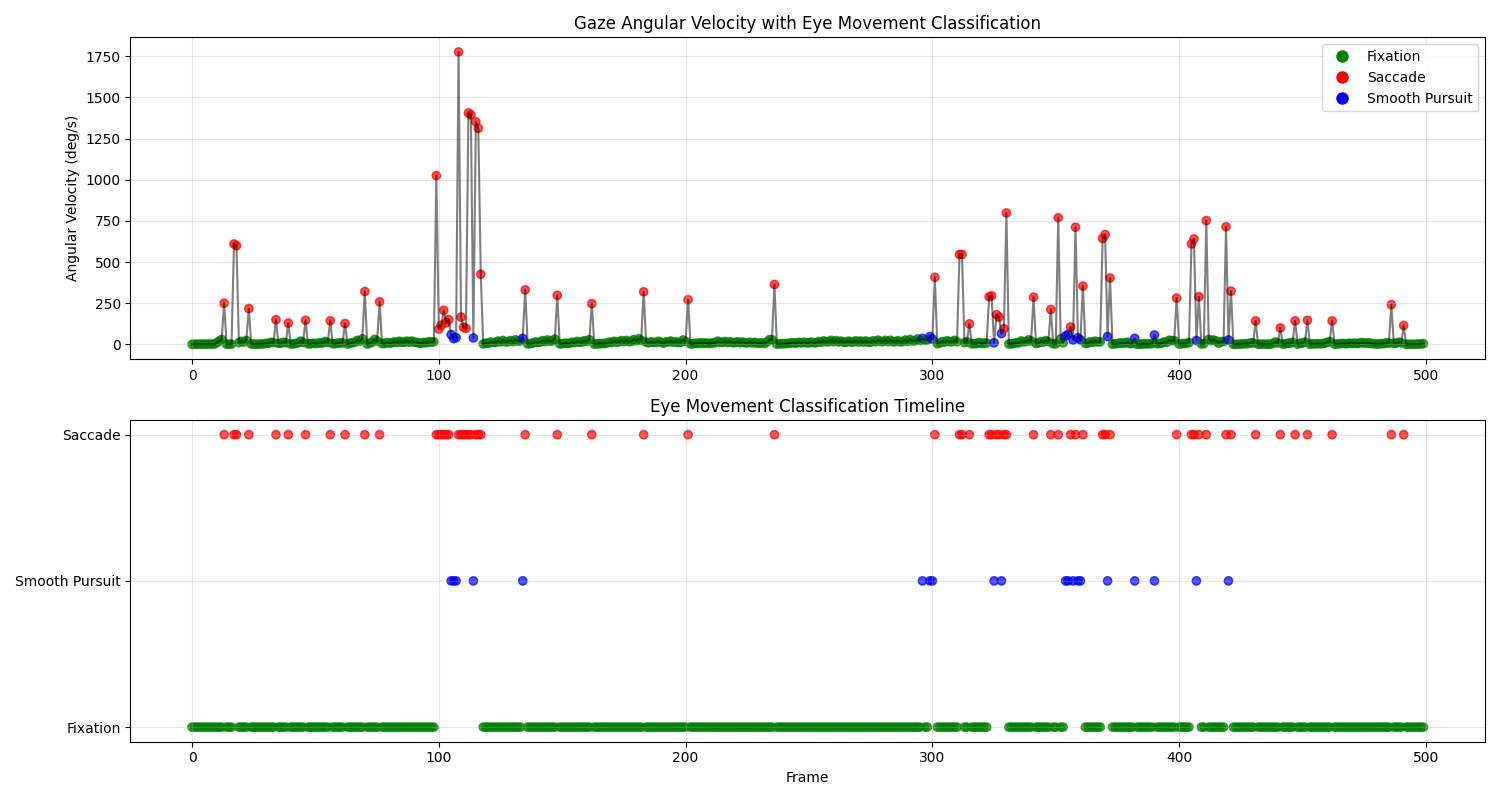 Gaze Angular Velocity with Eye Movement Classification
Angular Velocity (deg/s)
1750
1500
1250
1000
750
500
250
0
Fixation
Saccade
Smooth Pursuit
0 100 200 300 400 500
Eye Movement Classification Timeline
Saccade
Smooth Pursuit
Fixation
0 100 200 300 400 500
Frame